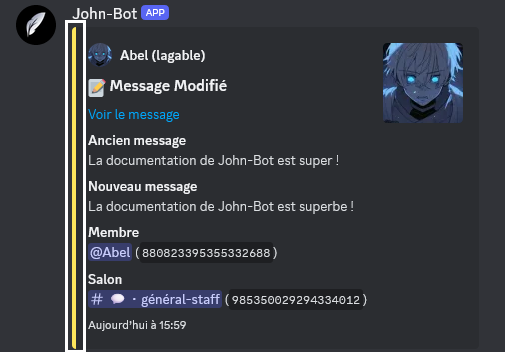 John-Bot APP
Abel (lagable)
📝 Message Modifié
Voir le message
Ancien message
La documentation de John-Bot est super !
Nouveau message
La documentation de John-Bot est superbe !
Membre
@Abel (880823395355332688)
Salon
# 💬・général-staff (985350029294334012)
Aujourd'hui à 15:59